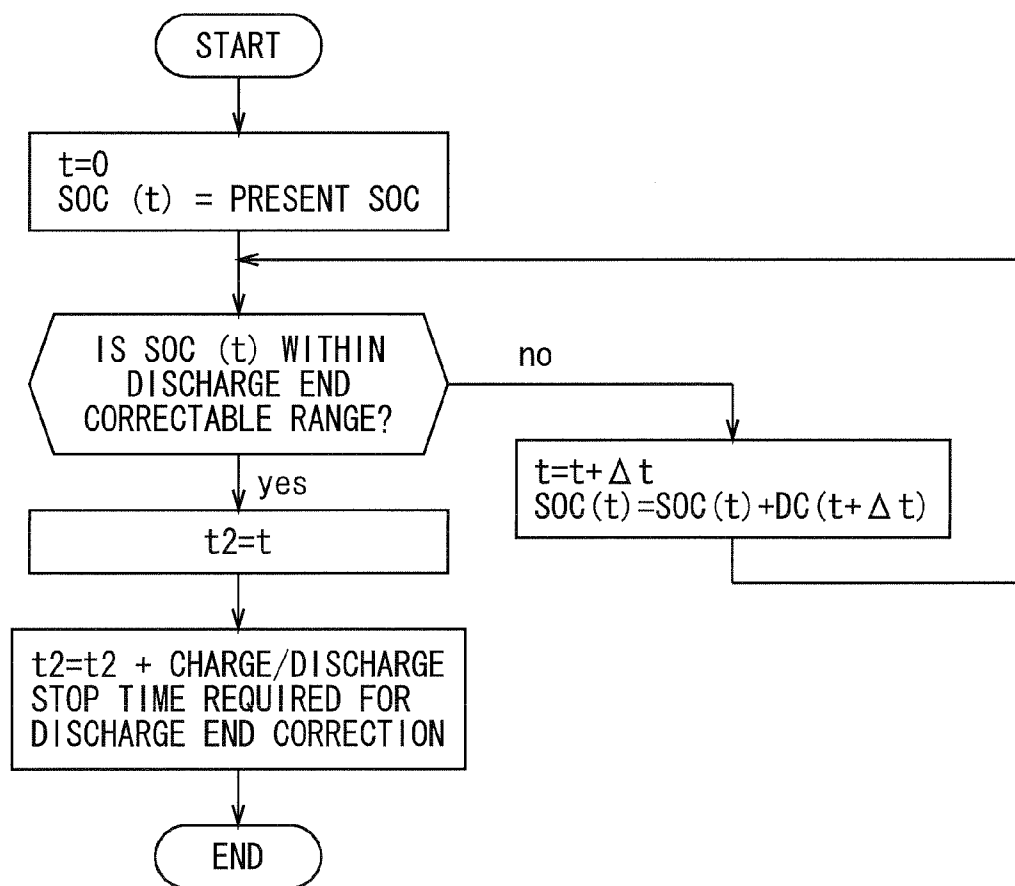 START
t=0
SOC (t) = PRESENT SOC
IS SOC (t) WITHIN
DISCHARGE END
CORRECTABLE RANGE?
no
t=t+Δt
SOC(t)=SOC(t)+DC(t+Δt)
yes
t2=t
t2=t2 + CHARGE/DISCHARGE
STOP TIME REQUIRED FOR
DISCHARGE END CORRECTION
END